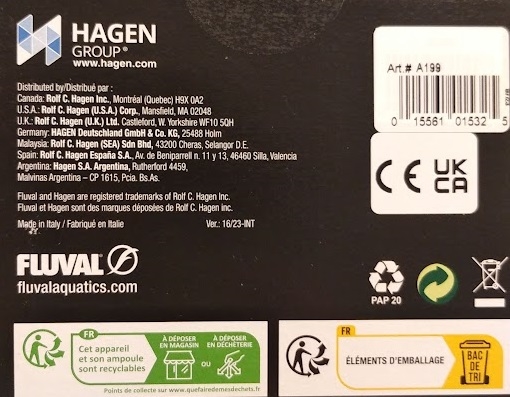 HAGEN
GROUP®
www.hagen.com
Distributed by/Distribué par :
Canada: Rolf C. Hagen Inc., Montréal (Quebec) H9X 0A2
U.S.A.: Rolf C. Hagen (U.S.A.) Corp., Mansfield, MA 02048
U.K.: Rolf C. Hagen (U.K.) Ltd. Castleford, W. Yorkshire WF10 5QH
Germany: HAGEN Deutschland GmbH & Co. KG, 25488 Holm
Malaysia: Rolf C. Hagen (SEA) Sdn Bhd, 43200 Cheras, Selangor D.E.
Spain: Rolf C. Hagen España S.A., Av. de Beniparrell n. 11 y 13, 46460 Silla, Valencia
Argentina: Hagen S.A. Argentina, Rutherford 4459,
Malvinas Argentina – CP 1615, Pcia. Bs.As.
Fluval and Hagen are registered trademarks of Rolf C. Hagen Inc.
Fluval et Hagen sont des marques déposées de Rolf C. Hagen inc.
Made in Italy / Fabriqué en Italie Ver.: 16/23-INT
Art.# A199
0 15561 01532 5
CE UK
CA
FLUVAL
fluvalaquatics.com
PAP 20
FR
Cet appareil
et son ampoule
sont recyclables
À DÉPOSER
EN MAGASIN
OU
À DÉPOSER
EN DÉCHÈTERIE
Points de collecte sur www.quefairedemesdechets.fr
FR
ÉLÉMENTS D'EMBALLAGE
BAC
DE
TRI